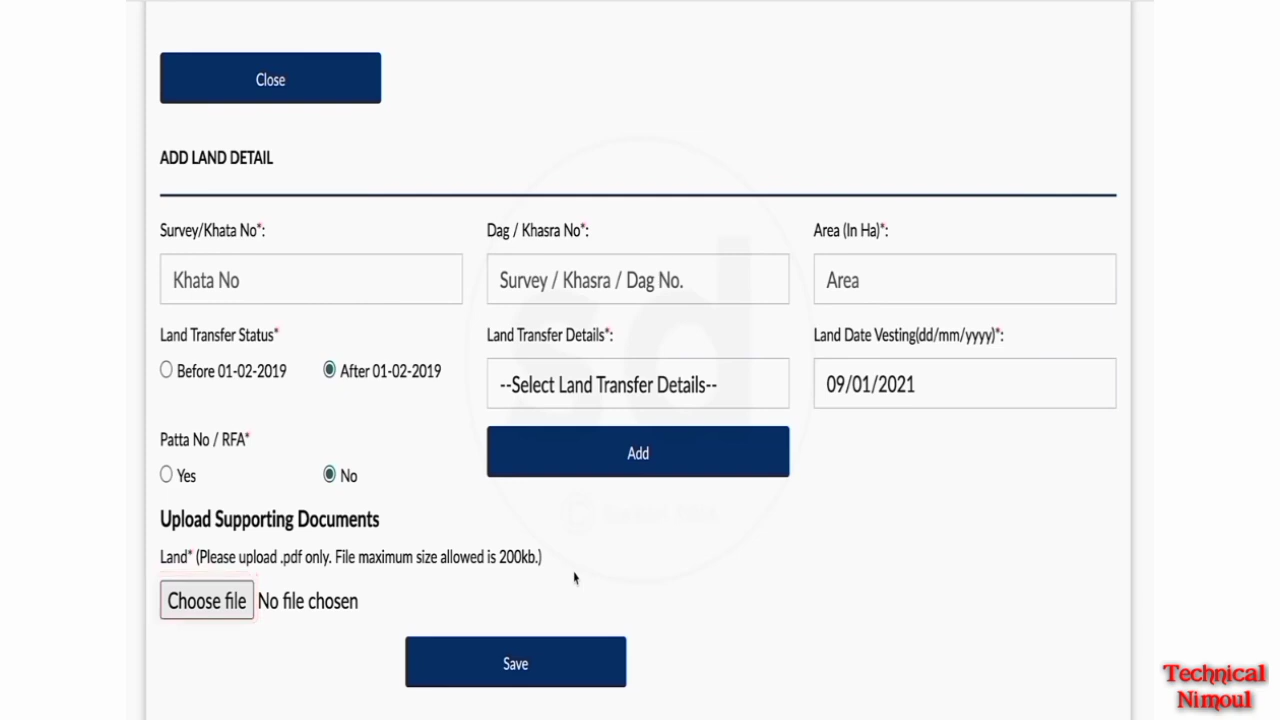 Close
ADD LAND DETAIL
Survey/Khata No*: Dag / Khasra No*: Area (In Ha)*:
Khata No Survey / Khasra / Dag No. Area
Land Transfer Status* Land Transfer Details*: Land Date Vesting(dd/mm/yyyy)*:
Before 01-02-2019 After 01-02-2019 --Select Land Transfer Details-- 09/01/2021
Patta No / RFA* Add
Yes No
Upload Supporting Documents
Land* (Please upload .pdf only. File maximum size allowed is 200kb.)
Choose file No file chosen
Save
Technical
Nimoul
sd